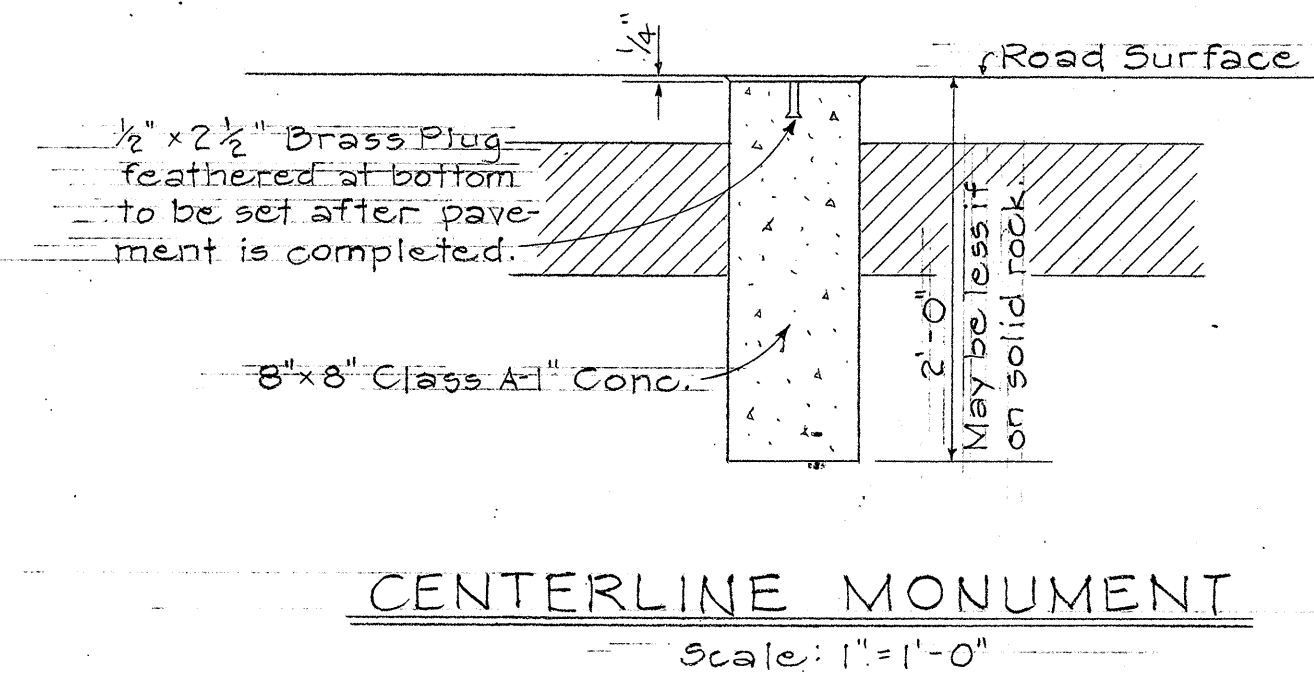 1/4"
Road Surface
1/2" x 2 1/2" Brass Plug
feathered at bottom
to be set after pave-
ment is completed.
8"x8" Class A-1" Conc.
2'-0"
May be less if
on solid rock.
CENTERLINE MONUMENT
Scale: 1"=1'-0"